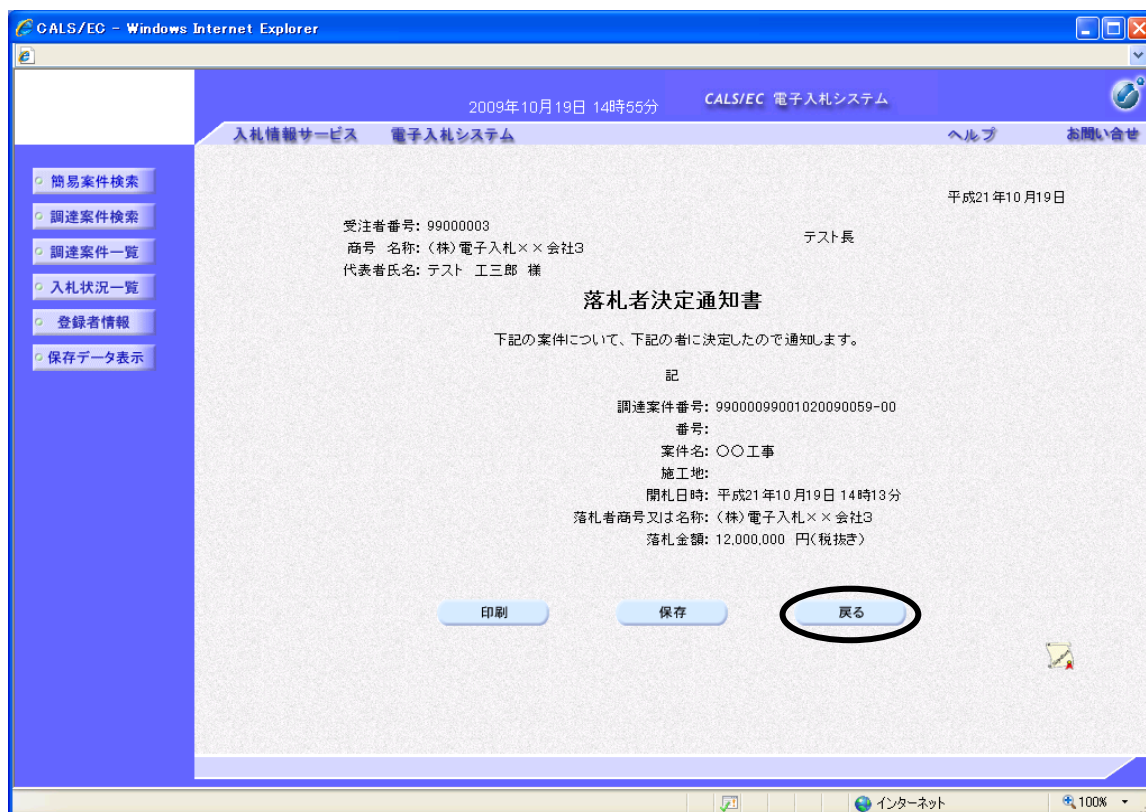 CALS/EC - Windows Internet Explorer
2009年10月19日 14時55分
CALS/EC 電子入札システム
入札情報サービス
電子入札システム
ヘルプ
お問い合せ
簡易案件検索
調達案件検索
調達案件一覧
入札状況一覧
登録者情報
保存データ表示
平成21年10月19日
受注者番号: 99000003
商号 名称: (株)電子入札××会社3
代表者氏名: テスト 工三郎 様
テスト長
落札者決定通知書
下記の案件について、下記の者に決定したので通知します。
記
調達案件番号: 99000099001020090059-00
番号:
案件名: 〇〇工事
施工地:
開札日時: 平成21年10月19日 14時13分
落札者商号又は名称: (株)電子入札××会社3
落札金額: 12,000,000 円(税抜き)
印刷
保存
戻る
インターネット
100%